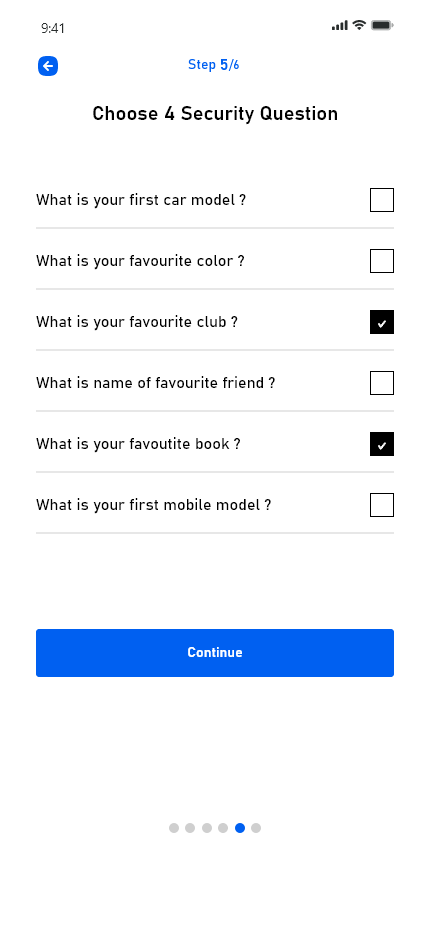 9:41
Step 5/6
Choose 4 Security Question
What is your first car model ?
What is your favourite color ?
What is your favourite club ?
What is name of favourite friend ?
What is your favoutite book ?
What is your first mobile model ?
Continue